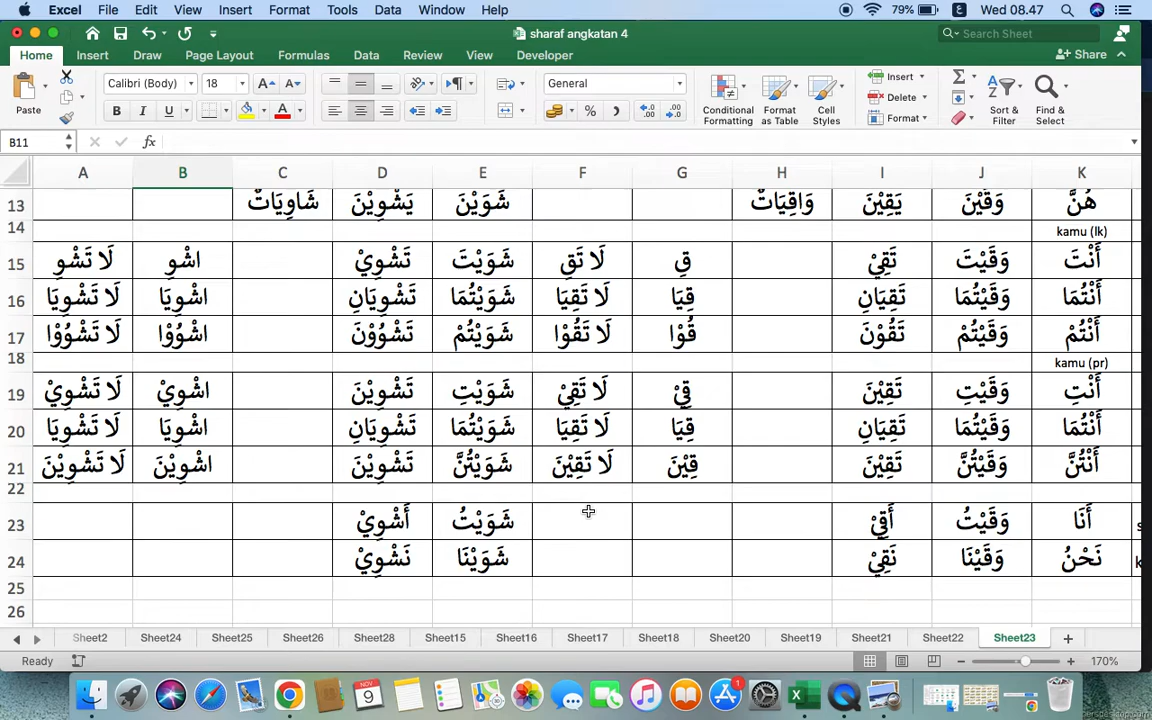 Excel File Edit View Insert Format Tools Data Window Help 79% ع Wed 08.47
sharaf angkatan 4 Search Sheet
Home Insert Draw Page Layout Formulas Data Review View Developer Share
Paste Calibri (Body) 18 A A General Conditional Formatting Format as Table Cell Styles Insert Delete Format Sort & Filter Find & Select
B I U A %
B11 fx
A B C D E F G H I J K
13 هُنَّ وَقَيْنَ يَقِيْنَ وَاقِيَاتٌ شَوَيْنَ يَشْوِيْنَ شَاوِيَاتٌ
14 kamu (lk
15 أَنْتَ وَقَيْتَ تَقِيْ قِ لَا تَقِ شَوَيْتَ تَشْوِيْ اشْوِ لَا تَشْوِ
16 أَنْتُمَا وَقَيْتُمَا تَقِيَانِ قِيَا لَا تَقِيَا شَوَيْتُمَا تَشْوِيَانِ اشْوِيَا لَا تَشْوِيَا
17 أَنْتُمْ وَقَيْتُمْ تَقُوْنَ قُوْا لَا تَقُوْا شَوَيْتُمْ تَشْوُوْنَ اشْوُوْا لَا تَشْوُوْا
18 kamu (pr)
19 أَنْتِ وَقَيْتِ تَقِيْنَ قِيْ لَا تَقِيْ شَوَيْتِ تَشْوِيْنَ اشْوِيْ لَا تَشْوِيْ
20 أَنْتُمَا وَقَيْتُمَا تَقِيَانِ قِيَا لَا تَقِيَا شَوَيْتُمَا تَشْوِيَانِ اشْوِيَا لَا تَشْوِيَا
21 أَنْتُنَّ وَقَيْتُنَّ تَقِيْنَ قِيْنَ لَا تَقِيْنَ شَوَيْتُنَّ تَشْوِيْنَ اشْوِيْنَ لَا تَشْوِيْنَ
22
23 أَنَا وَقَيْتُ أَقِيْ شَوَيْتُ أَشْوِيْ
24 نَحْنُ وَقَيْنَا نَقِيْ شَوَيْنَا نَشْوِيْ
25
26
Sheet2 Sheet24 Sheet25 Sheet26 Sheet28 Sheet15 Sheet16 Sheet17 Sheet18 Sheet20 Sheet19 Sheet21 Sheet22 Sheet23
Ready 170%